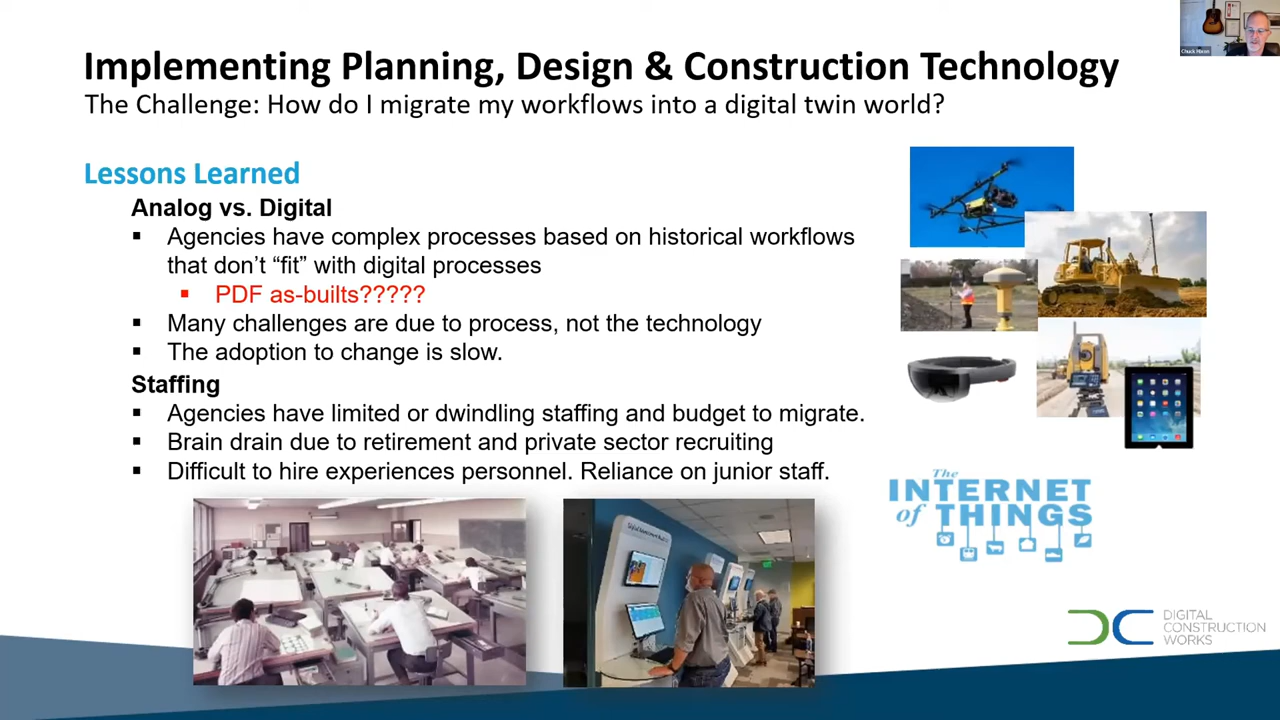 Implementing Planning, Design & Construction Technology
The Challenge: How do I migrate my workflows into a digital twin world?
Lessons Learned
Analog vs. Digital
Agencies have complex processes based on historical workflows
that don’t “fit” with digital processes
PDF as-builts?????
Many challenges are due to process, not the technology
The adoption to change is slow.
Staffing
Agencies have limited or dwindling staffing and budget to migrate.
Brain drain due to retirement and private sector recruiting
Difficult to hire experiences personnel. Reliance on junior staff.
The
INTERNET
of THINGS
DIGITAL
CONSTRUCTION
WORKS